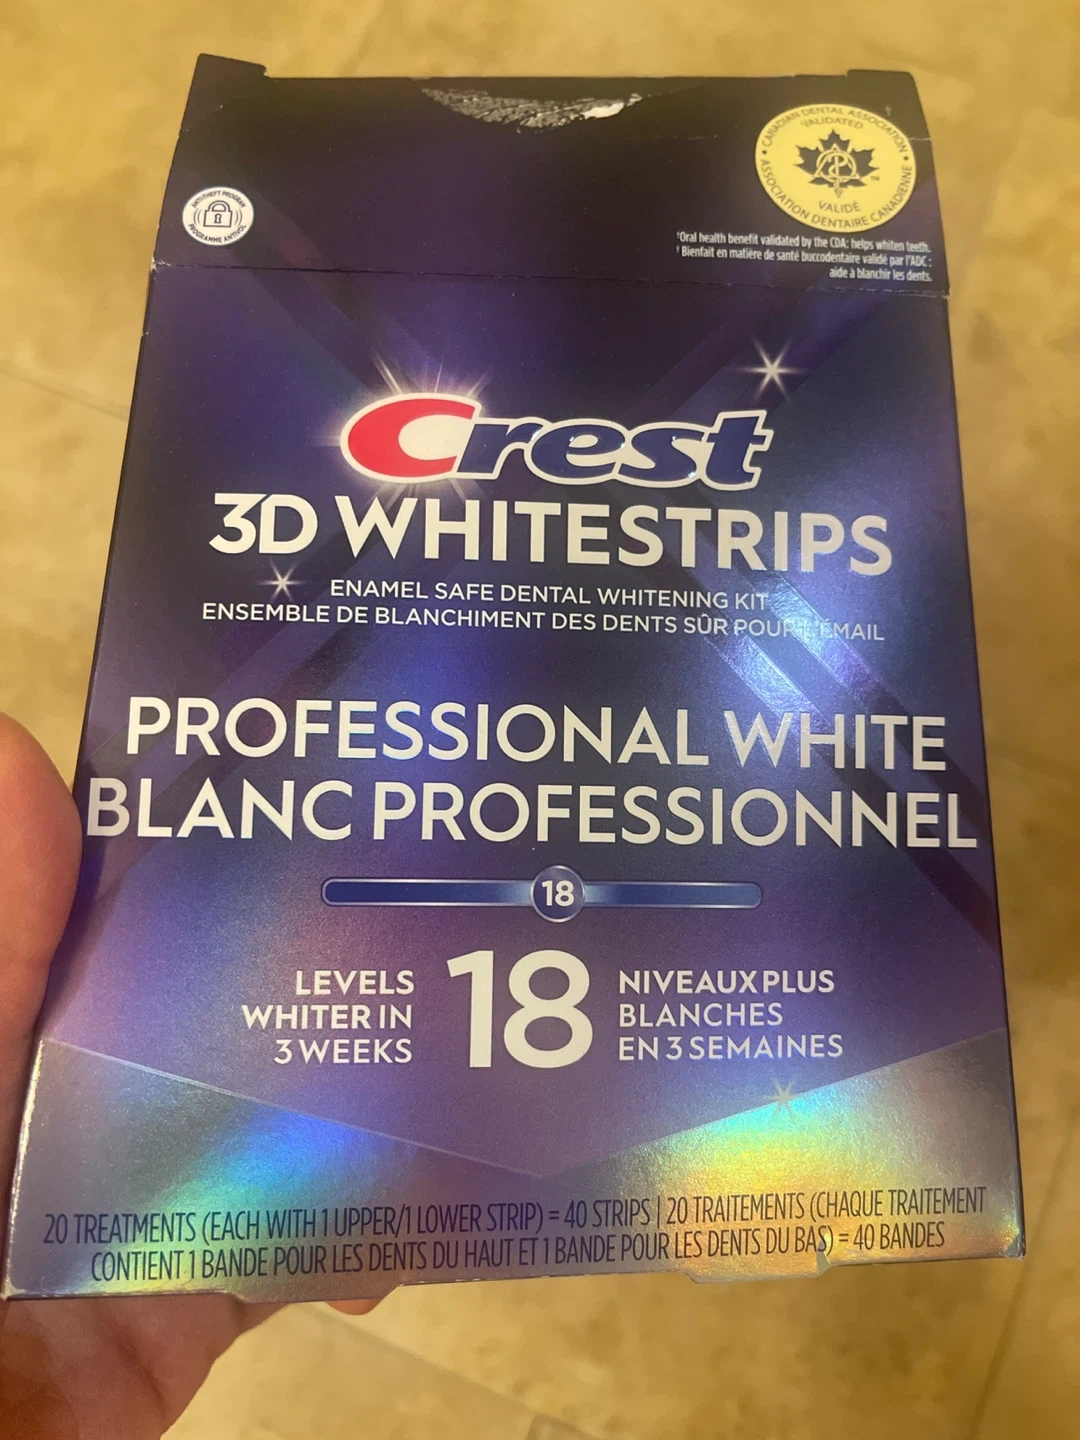 CANADIAN DENTAL ASSOCIATION
VALIDATED
VALIDÉ
ASSOCIATION DENTAIRE CANADIENNE
ANTI-THEFT PROGRAM
PROGRAMME ANTIVOL
†
†Oral health benefit validated by the CDA: helps whiten teeth.
† Bienfait en matière de santé buccodentaire validé par l'ADC :
aide à blanchir les dents.
Crest
3D WHITESTRIPS
ENAMEL SAFE DENTAL WHITENING KIT
ENSEMBLE DE BLANCHIMENT DES DENTS SÛR POUR L'ÉMAIL
PROFESSIONAL WHITE
BLANC PROFESSIONNEL
18
LEVELS
WHITER IN
3 WEEKS
18
NIVEAUX PLUS
BLANCHES
EN 3 SEMAINES
20 TREATMENTS (EACH WITH 1 UPPER/1 LOWER STRIP) = 40 STRIPS | 20 TRAITEMENTS (CHAQUE TRAITEMENT
CONTIENT 1 BANDE POUR LES DENTS DU HAUT ET 1 BANDE POUR LES DENTS DU BAS) = 40 BANDES